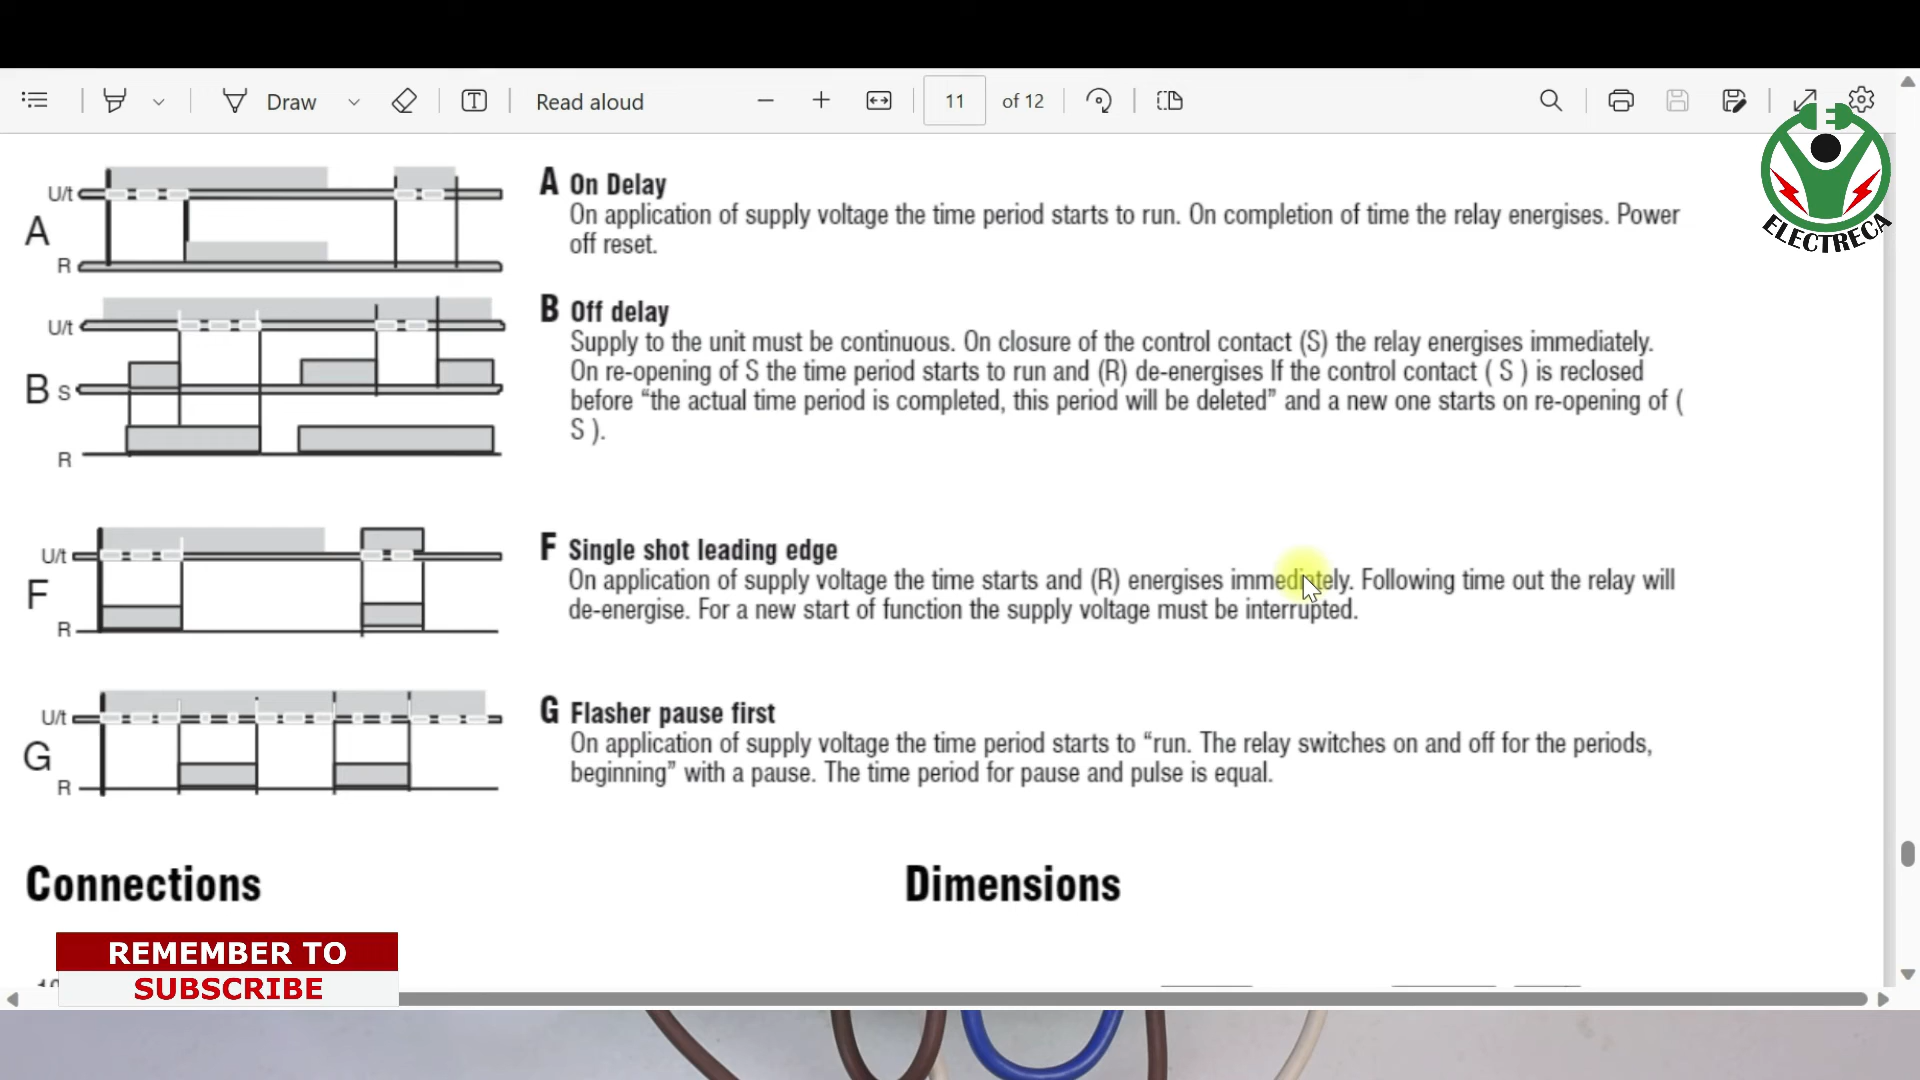 Draw
Read aloud
11 of 12
ELECTRECA
A
U/t
R
A On Delay
On application of supply voltage the time period starts to run. On completion of time the relay energises. Power
off reset.
B
U/t
S
R
B Off delay
Supply to the unit must be continuous. On closure of the control contact (S) the relay energises immediately.
On re-opening of S the time period starts to run and (R) de-energises If the control contact ( S ) is reclosed
before “the actual time period is completed, this period will be deleted” and a new one starts on re-opening of (
S ).
F
U/t
R
F Single shot leading edge
On application of supply voltage the time starts and (R) energises immediately. Following time out the relay will
de-energise. For a new start of function the supply voltage must be interrupted.
G
U/t
R
G Flasher pause first
On application of supply voltage the time period starts to “run. The relay switches on and off for the periods,
beginning” with a pause. The time period for pause and pulse is equal.
Connections
Dimensions
REMEMBER TO
SUBSCRIBE